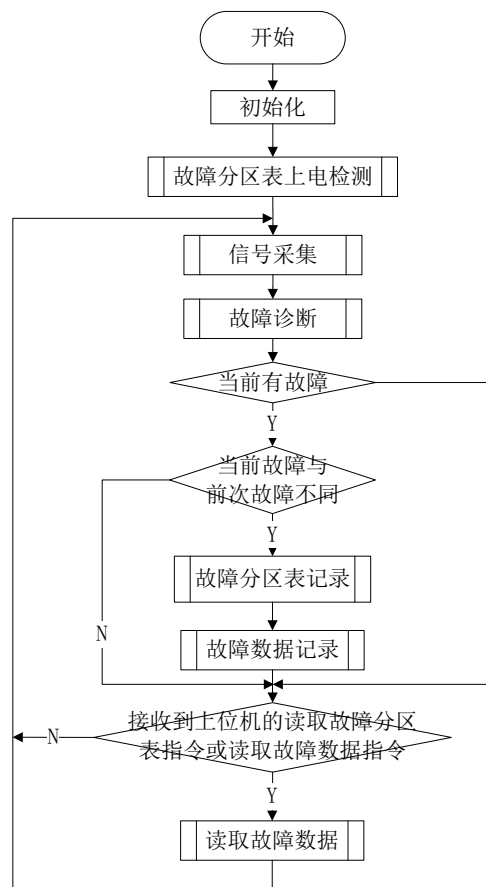 开始
初始化
故障分区表上电检测
信号采集
故障诊断
当前有故障
Y
当前故障与
前次故障不同
Y
故障分区表记录
N
故障数据记录
接收到上位机的读取故障分区
表指令或读取故障数据指令
N
Y
读取故障数据